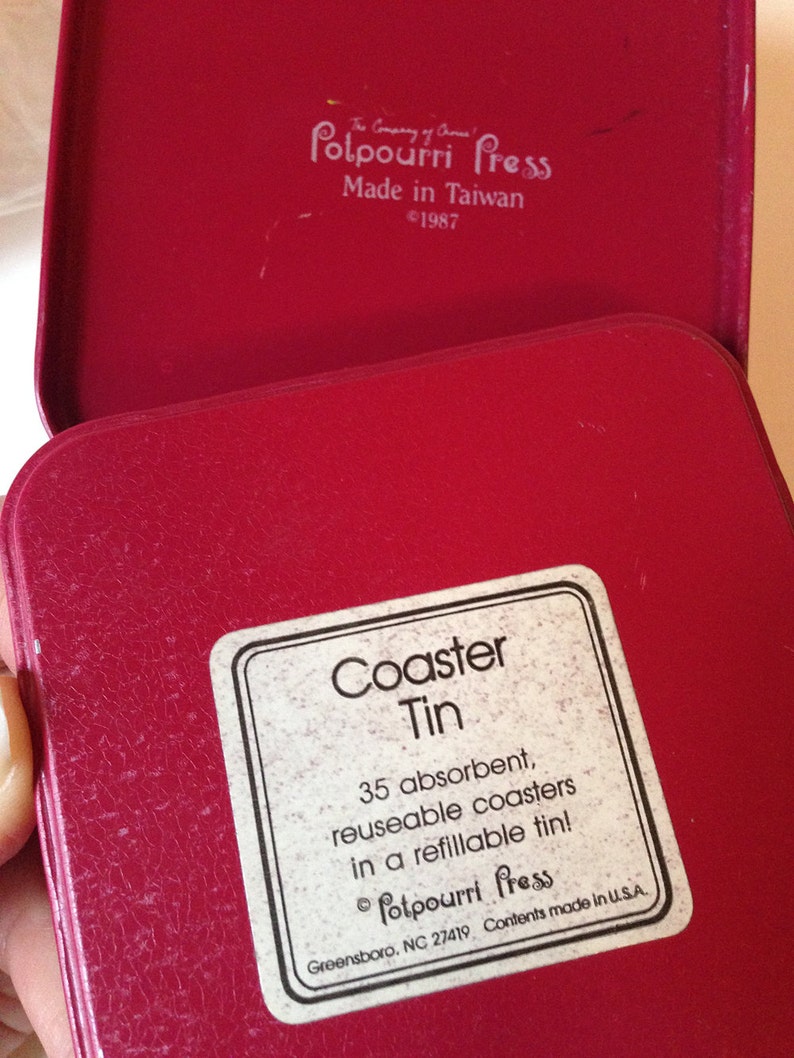 The Company of Choice!
Potpourri Press
Made in Taiwan
©1987
Coaster
Tin
35 absorbent,
reuseable coasters
in a refillable tin!
© Potpourri Press
Greensboro, NC 27419 Contents made in U.S.A.